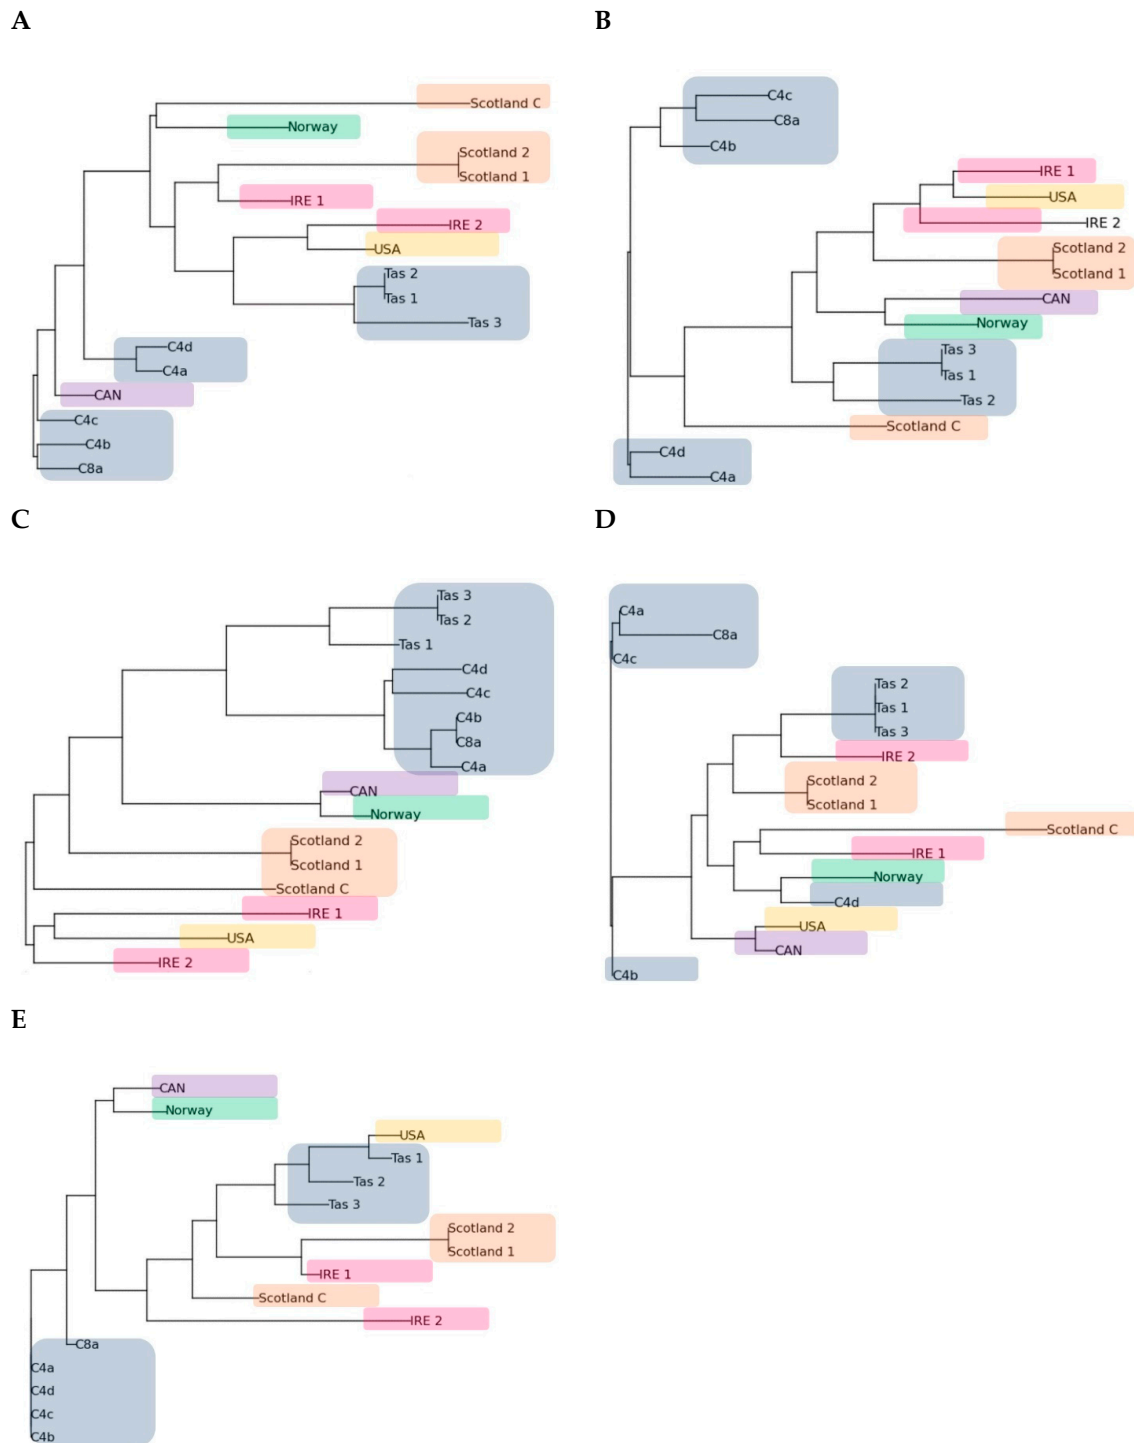 A
Scotland C
Norway
Scotland 2
Scotland 1
IRE 1
IRE 2
USA
Tas 2
Tas 1
Tas 3
C4d
C4a
CAN
C4c
C4b
C8a
B
C4c
C8a
C4b
IRE 1
USA
IRE 2
Scotland 2
Scotland 1
CAN
Norway
Tas 3
Tas 1
Tas 2
Scotland C
C4d
C4a
C
Tas 3
Tas 2
Tas 1
C4d
C4c
C4b
C8a
C4a
CAN
Norway
Scotland 2
Scotland 1
Scotland C
IRE 1
USA
IRE 2
D
C4a
C8a
C4c
Tas 2
Tas 1
Tas 3
IRE 2
Scotland 2
Scotland 1
Scotland C
IRE 1
Norway
C4d
USA
CAN
C4b
E
CAN
Norway
USA
Tas 1
Tas 2
Tas 3
Scotland 2
Scotland 1
IRE 1
Scotland C
IRE 2
C8a
C4a
C4d
C4c
C4b